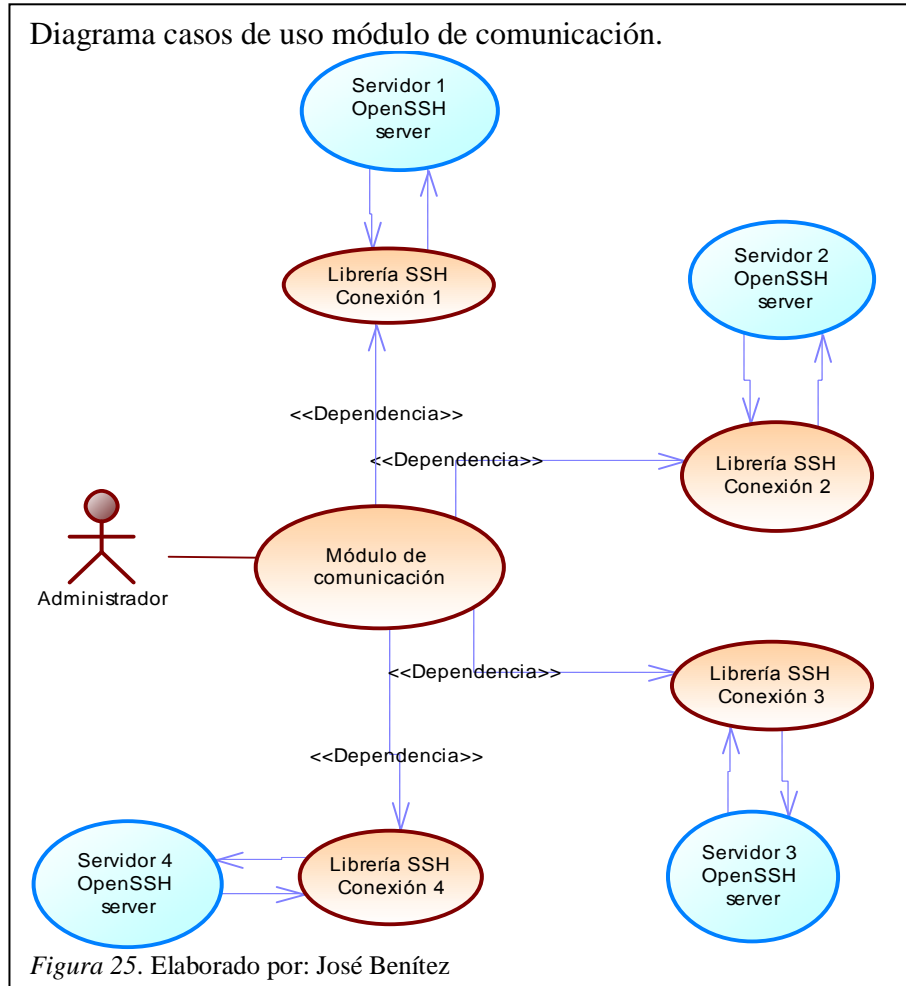 Diagrama casos de uso módulo de comunicación.
Servidor 1
OpenSSH
server
Librería SSH
Conexión 1
Servidor 2
OpenSSH
server
<<Dependencia>>
<<Dependencia>>
Librería SSH
Conexión 2
Módulo de
comunicación
Administrador
<<Dependencia>>
Librería SSH
Conexión 3
<<Dependencia>>
Servidor 4
OpenSSH
server
Librería SSH
Conexión 4
Servidor 3
OpenSSH
server
Figura 25. Elaborado por: José Benítez